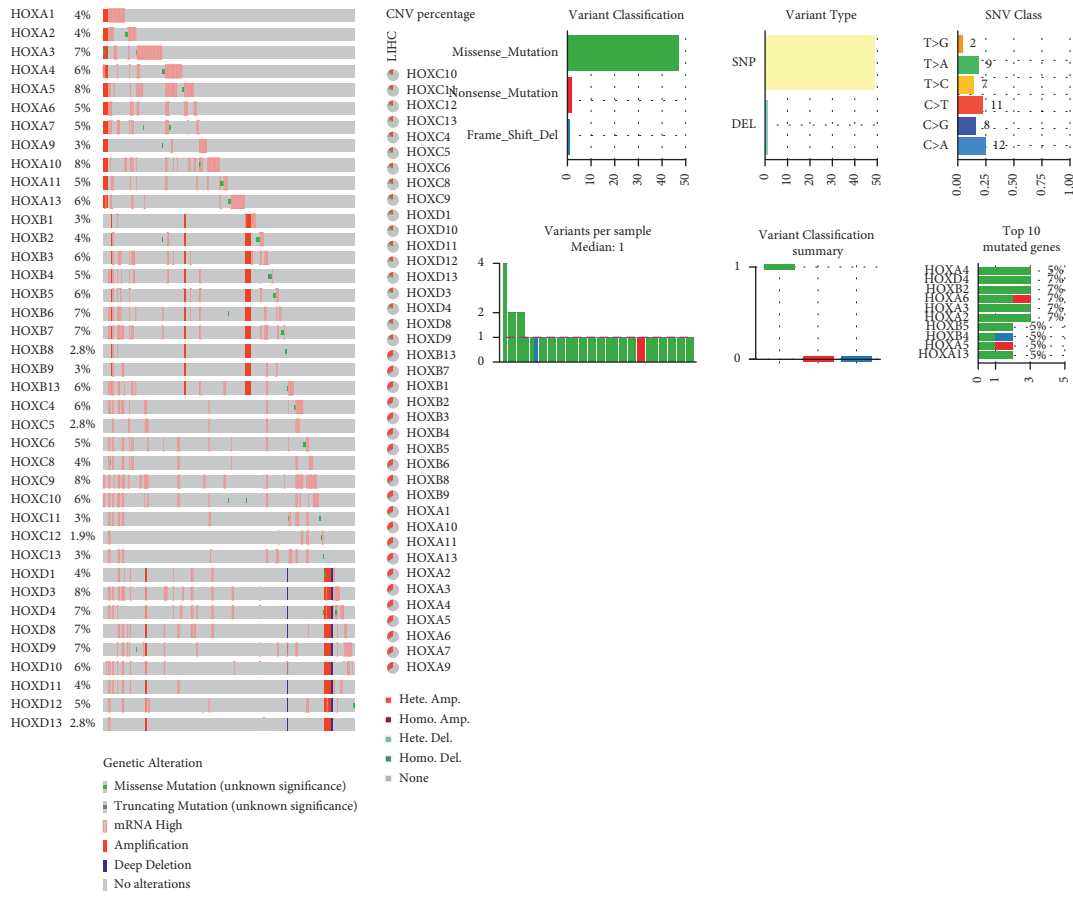 HOXA1 4%
HOXA2 4%
HOXA3 7%
HOXA4 6%
HOXA5 8%
HOXA6 5%
HOXA7 5%
HOXA9 3%
HOXA10 8%
HOXA11 5%
HOXA13 6%
HOXB1 3%
HOXB2 4%
HOXB3 6%
HOXB4 5%
HOXB5 6%
HOXB6 7%
HOXB7 7%
HOXB8 2.8%
HOXB9 3%
HOXB13 6%
HOXC4 6%
HOXC5 2.8%
HOXC6 5%
HOXC8 4%
HOXC9 8%
HOXC10 6%
HOXC11 3%
HOXC12 1.9%
HOXC13 3%
HOXD1 4%
HOXD3 8%
HOXD4 7%
HOXD8 7%
HOXD9 7%
HOXD10 6%
HOXD11 4%
HOXD12 5%
HOXD13 2.8%
Genetic Alteration
Missense Mutation (unknown significance)
Truncating Mutation (unknown significance)
mRNA High
Amplification
Deep Deletion
No alterations
CNV percentage
LIHC
HOXC10
HOXC11
HOXC12
HOXC13
HOXC4
HOXC5
HOXC6
HOXC8
HOXC9
HOXD1
HOXD10
HOXD11
HOXD12
HOXD13
HOXD3
HOXD4
HOXD8
HOXD9
HOXB13
HOXB7
HOXB1
HOXB2
HOXB3
HOXB4
HOXB5
HOXB6
HOXB8
HOXB9
HOXA1
HOXA10
HOXA11
HOXA13
HOXA2
HOXA3
HOXA4
HOXA5
HOXA6
HOXA7
HOXA9
Hete. Amp.
Homo. Amp.
Hete. Del.
Homo. Del.
None
Variant Classification
Missense_Mutation
Nonsense_Mutation
Frame_Shift_Del
0 10 20 30 40 50
Variant Type
SNP
DEL
0 10 20 30 40 50
SNV Class
T>G 2
T>A 9
T>C 7
C>T 11
C>G 8
C>A 12
0.00 0.25 0.50 0.75 1.00
Variants per sample
Median: 1
4
2
1
0
Variant Classification
summary
1
0
Top 10
mutated genes
HOXA4 5%
HOXD4 7%
HOXB2 7%
HOXA6 7%
HOXA3 7%
HOXA2 7%
HOXB5 5%
HOXB4 5%
HOXA5 5%
HOXA13 5%
0 1 3 5